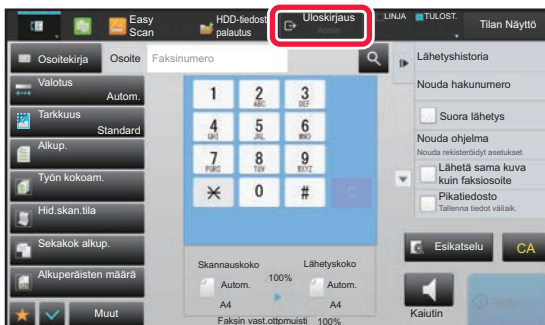 Easy
Scan
HDD-tiedost
palautus
Uloskirjaus
Admin
LINJA
TULOST.
Tilan Näyttö
Osoitekirja
Osoite
Faksinumero
Valotus
Autom.
Tarkkuus
Standard
Alkup.
Työn kokoam.
Hid.skan.tila
Sekakok alkup.
Alkuperäisten määrä
Muut
1
2
ABC
3
DEF
4
GHI
5
JKL
6
MNO
7
PQRS
8
TUV
9
WXYZ
0
#
C
Skannauskoko
Lähetyskoko
100%
Autom.
Autom.
A4
A4
Faksin vast.ottomuisti 100%
Lähetyshistoria
Nouda hakunumero
Suora lähetys
Nouda ohjelma
Nouda rekisteröidyt asetukset
Lähetä sama kuva
kuin faksiosoite
Pikatiedosto
Tallenna tiedot väliaik.
Esikatselu
CA
Kaiutin
Aloita